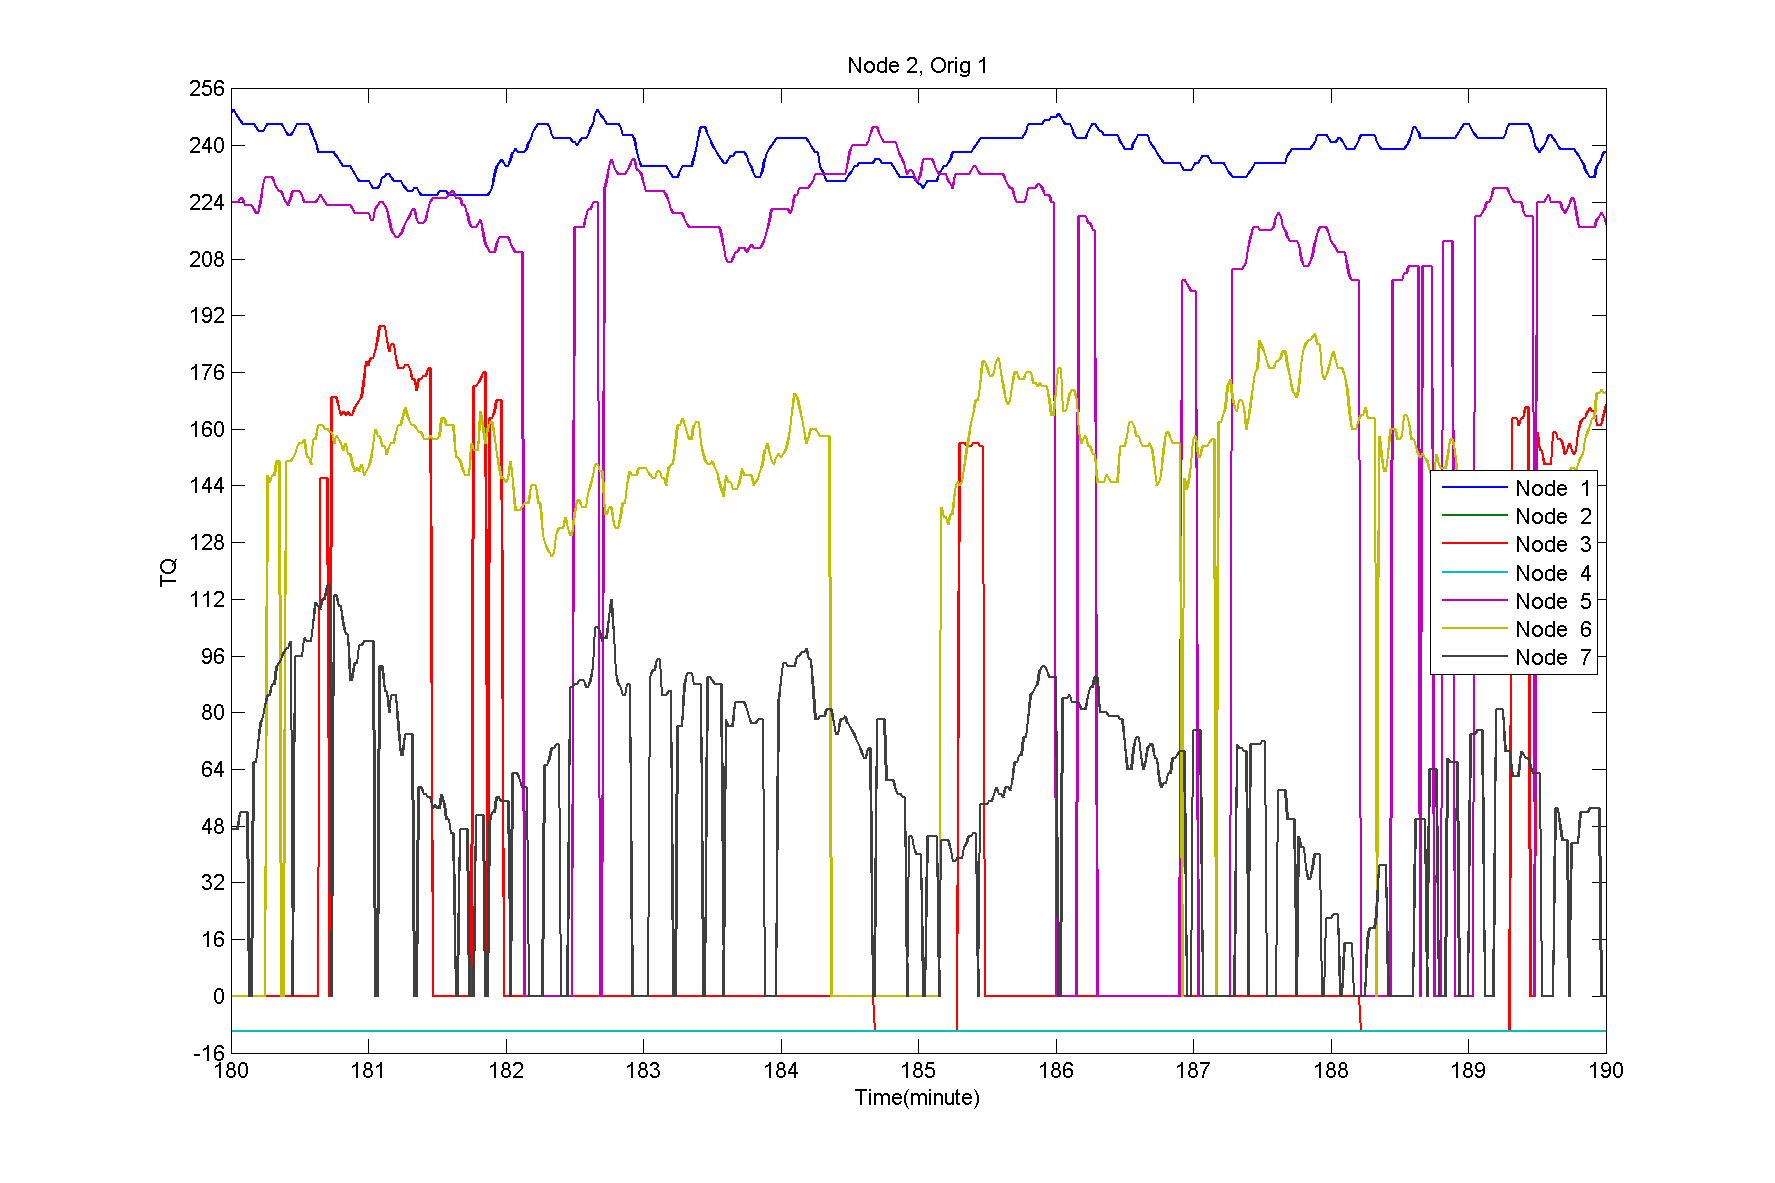 Node 2, Orig 1
256
240
224
208
192
176
160
144
128
112
96
80
64
48
32
16
0
-16
TQ
Node 1
Node 2
Node 3
Node 4
Node 5
Node 6
Node 7
180 181 182 183 184 185 186 187 188 189 190
Time(minute)